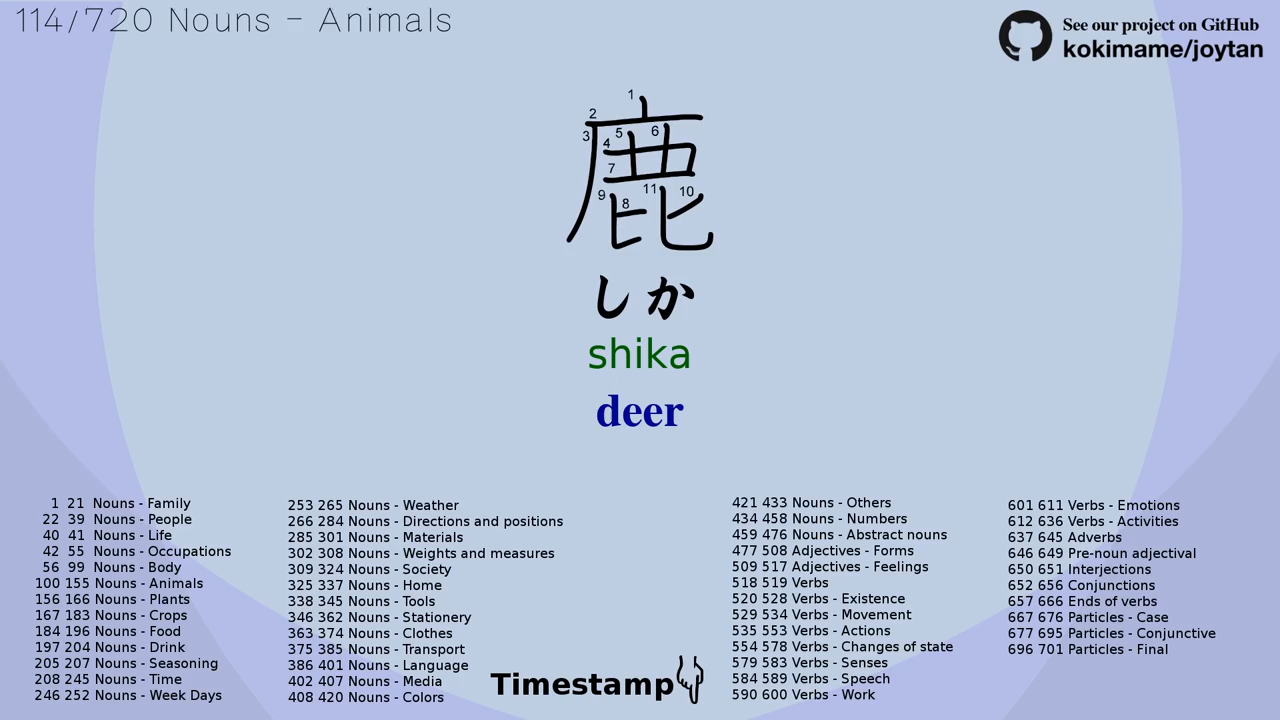 114/720 Nouns - Animals
See our project on GitHub
kokimame/joytan
鹿
1
2
3
4
5
6
7
8
9
10
11
しか
shika
deer
1 21 Nouns - Family
22 39 Nouns - People
40 41 Nouns - Life
42 55 Nouns - Occupations
56 99 Nouns - Body
100 155 Nouns - Animals
156 166 Nouns - Plants
167 183 Nouns - Crops
184 196 Nouns - Food
197 204 Nouns - Drink
205 207 Nouns - Seasoning
208 245 Nouns - Time
246 252 Nouns - Week Days
253 265 Nouns - Weather
266 284 Nouns - Directions and positions
285 301 Nouns - Materials
302 308 Nouns - Weights and measures
309 324 Nouns - Society
325 337 Nouns - Home
338 345 Nouns - Tools
346 362 Nouns - Stationery
363 374 Nouns - Clothes
375 385 Nouns - Transport
386 401 Nouns - Language
402 407 Nouns - Media
408 420 Nouns - Colors
Timestamp
421 433 Nouns - Others
434 458 Nouns - Numbers
459 476 Nouns - Abstract nouns
477 508 Adjectives - Forms
509 517 Adjectives - Feelings
518 519 Verbs
520 528 Verbs - Existence
529 534 Verbs - Movement
535 553 Verbs - Actions
554 578 Verbs - Changes of state
579 583 Verbs - Senses
584 589 Verbs - Speech
590 600 Verbs - Work
601 611 Verbs - Emotions
612 636 Verbs - Activities
637 645 Adverbs
646 649 Pre-noun adjectival
650 651 Interjections
652 656 Conjunctions
657 666 Ends of verbs
667 676 Particles - Case
677 695 Particles - Conjunctive
696 701 Particles - Final